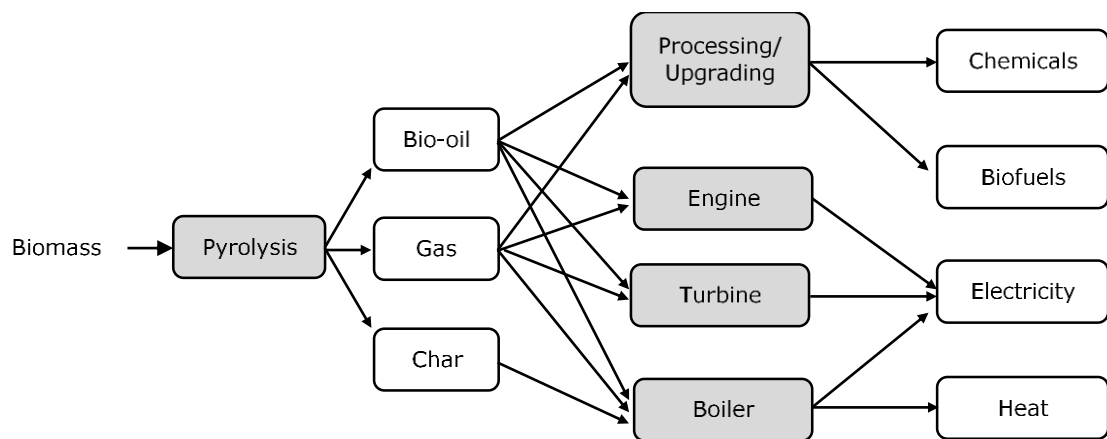 Processing/
Upgrading
Chemicals
Bio-oil
Biofuels
Engine
Biomass
Pyrolysis
Gas
Turbine
Electricity
Char
Boiler
Heat